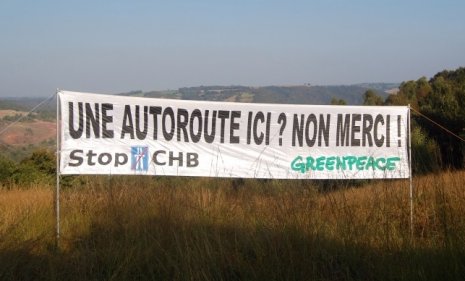 UNE AUTOROUTE ICI ? NON MERCI !
Stop CHB GREENPEACE